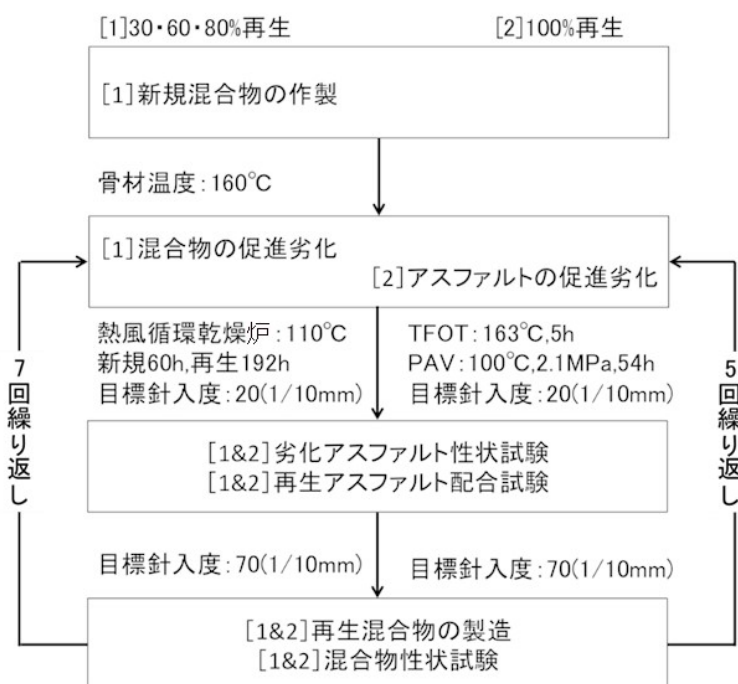 [1]30・60・80%再生
[2]100%再生
[1]新規混合物の作製
骨材温度:160℃
[1]混合物の促進劣化
[2]アスファルトの促進劣化
熱風循環乾燥炉:110℃
新規60h,再生192h
目標針入度:20(1/10mm)
TFOT:163℃,5h
PAV:100℃,2.1MPa,54h
目標針入度:20(1/10mm)
7回繰り返し
5回繰り返し
[1&2]劣化アスファルト性状試験
[1&2]再生アスファルト配合試験
目標針入度:70(1/10mm)
目標針入度:70(1/10mm)
[1&2]再生混合物の製造
[1&2]混合物性状試験